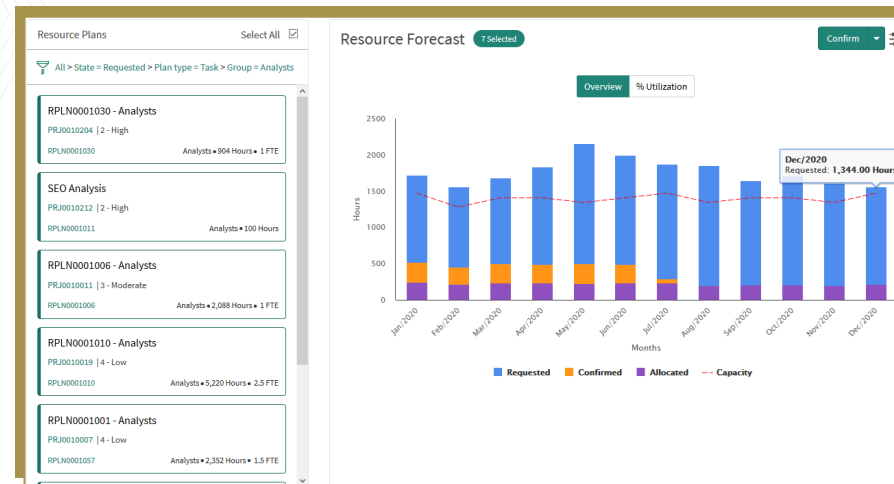 Resource Plans
Select All
All > State = Requested > Plan type = Task > Group = Analysts
RPLN0001030 - Analysts
PRJ0010204 | 2 - High
RPLN0001030 Analysts • 904 Hours • 1 FTE
SEO Analysis
PRJ0010212 | 2 - High
RPLN0001011 Analysts • 100 Hours
RPLN0001006 - Analysts
PRJ0010011 | 3 - Moderate
RPLN0001006 Analysts • 2,088 Hours • 1 FTE
RPLN0001010 - Analysts
PRJ0010019 | 4 - Low
RPLN0001010 Analysts • 5,220 Hours • 2.5 FTE
RPLN0001001 - Analysts
PRJ0010007 | 4 - Low
RPLN0001057 Analysts • 2,352 Hours • 1.5 FTE
Resource Forecast 7 Selected
Confirm
Overview % Utilization
2500
2000
1500
1000
500
0
Hours
Dec/2020
Requested: 1,344.00 Hours
Jan/2020 Feb/2020 Mar/2020 Apr/2020 May/2020 Jun/2020 Jul/2020 Aug/2020 Sep/2020 Oct/2020 Nov/2020 Dec/2020
Months
Requested Confirmed Allocated Capacity